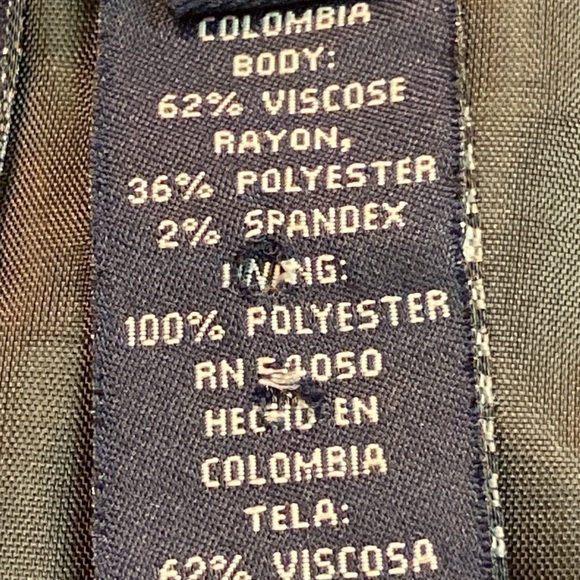 COLOMBIA
BODY:
62% VISCOSE
RAYON,
36% POLYESTER
2% SPANDEX
100% POLYESTER
RN
HECHO EN
COLOMBIA
TELA:
62% VISCOSA